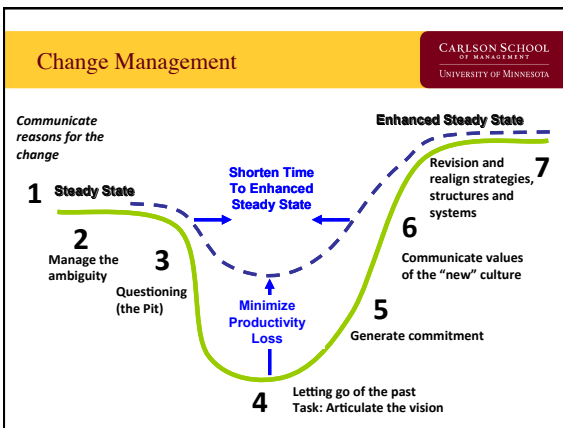 Change Management
CARLSON SCHOOL
OF MANAGEMENT
UNIVERSITY OF MINNESOTA
Communicate
reasons for the
change
1 Steady State
2
Manage the
ambiguity
3
Questioning
(the Pit)
Shorten Time
To Enhanced
Steady State
Minimize
Productivity
Loss
4 Letting go of the past
Task: Articulate the vision
5
Generate commitment
6
Communicate values
of the “new” culture
Enhanced Steady State
7
Revision and
realign strategies,
structures and
systems